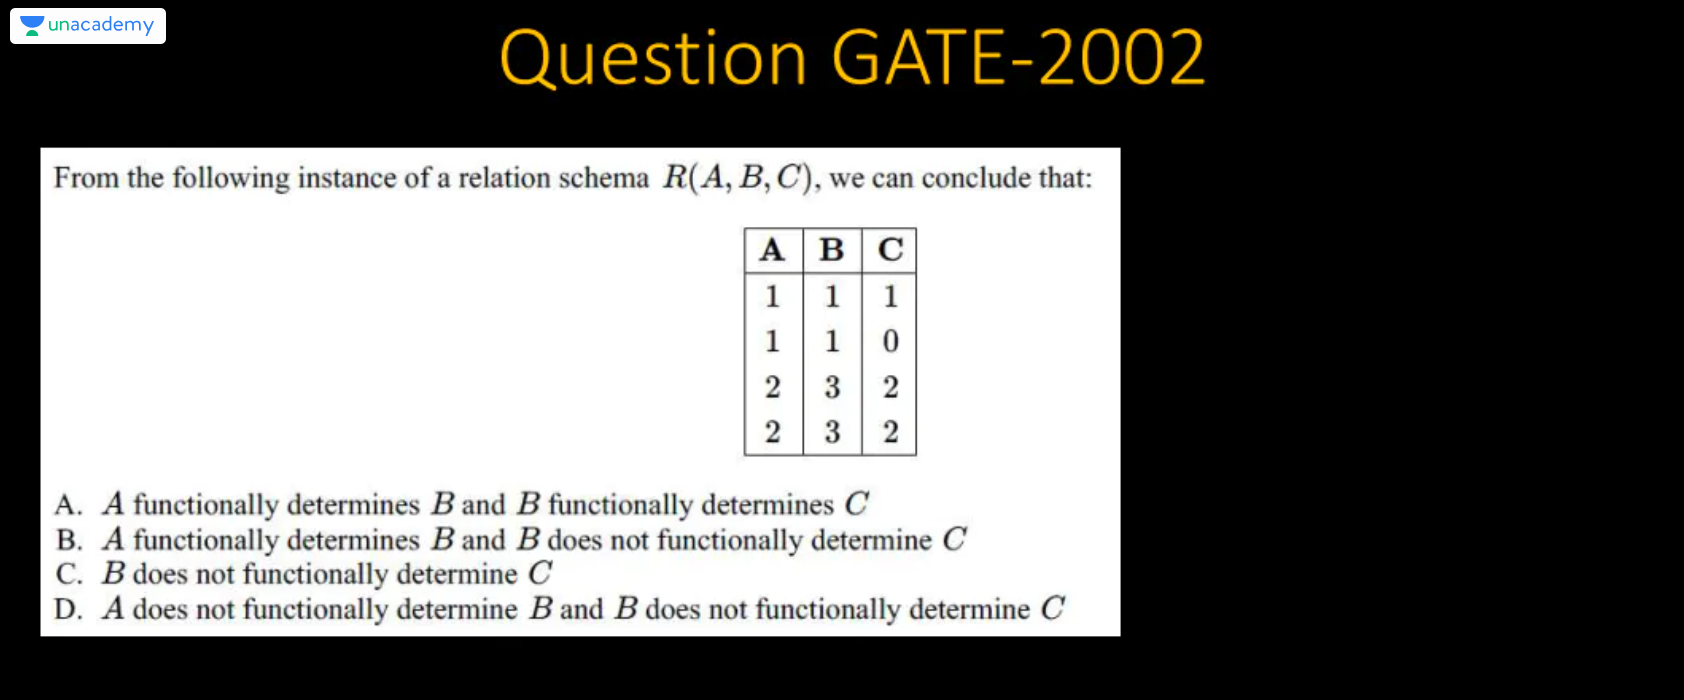 unacademy
Question GATE-2002
From the following instance of a relation schema R(A, B, C), we can conclude that:
A B C
1 1 1
1 1 0
2 3 2
2 3 2
A. A functionally determines B and B functionally determines C
B. A functionally determines B and B does not functionally determine C
C. B does not functionally determine C
D. A does not functionally determine B and B does not functionally determine C